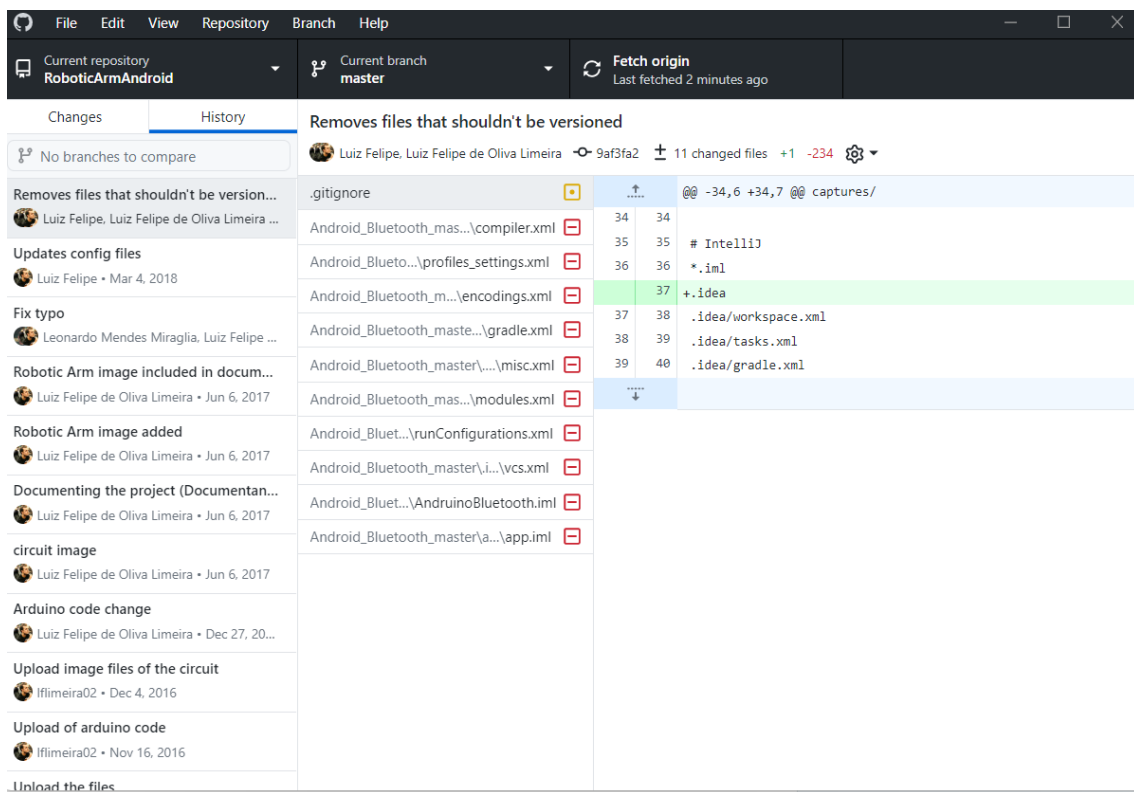 File Edit View Repository Branch Help
Current repository
RoboticArmAndroid
Current branch
master
Fetch origin
Last fetched 2 minutes ago
Changes History
No branches to compare
Removes files that shouldn't be version...
Luiz Felipe, Luiz Felipe de Oliva Limeira ...
Updates config files
Luiz Felipe • Mar 4, 2018
Fix typo
Leonardo Mendes Miraglia, Luiz Felipe ...
Robotic Arm image included in docum...
Luiz Felipe de Oliva Limeira • Jun 6, 2017
Robotic Arm image added
Luiz Felipe de Oliva Limeira • Jun 6, 2017
Documenting the project (Documentan...
Luiz Felipe de Oliva Limeira • Jun 6, 2017
circuit image
Luiz Felipe de Oliva Limeira • Jun 6, 2017
Arduino code change
Luiz Felipe de Oliva Limeira • Dec 27, 20...
Upload image files of the circuit
lflimeira02 • Dec 4, 2016
Upload of arduino code
lflimeira02 • Nov 16, 2016
Upload the files
Removes files that shouldn't be versioned
Luiz Felipe, Luiz Felipe de Oliva Limeira 9af3fa2 11 changed files +1 -234
.gitignore
Android_Bluetooth_mas...\compiler.xml
Android_Blueto...\profiles_settings.xml
Android_Bluetooth_m...\encodings.xml
Android_Bluetooth_maste...\gradle.xml
Android_Bluetooth_master\....\misc.xml
Android_Bluetooth_mas...\modules.xml
Android_Bluet...\runConfigurations.xml
Android_Bluetooth_master\.i...\vcs.xml
Android_Bluet...\AndruinoBluetooth.iml
Android_Bluetooth_master\a...\app.iml
@@ -34,6 +34,7 @@ captures/
34 34
35 35 # IntelliJ
36 36 *.iml
37 +.idea
37 38 .idea/workspace.xml
38 39 .idea/tasks.xml
39 40 .idea/gradle.xml